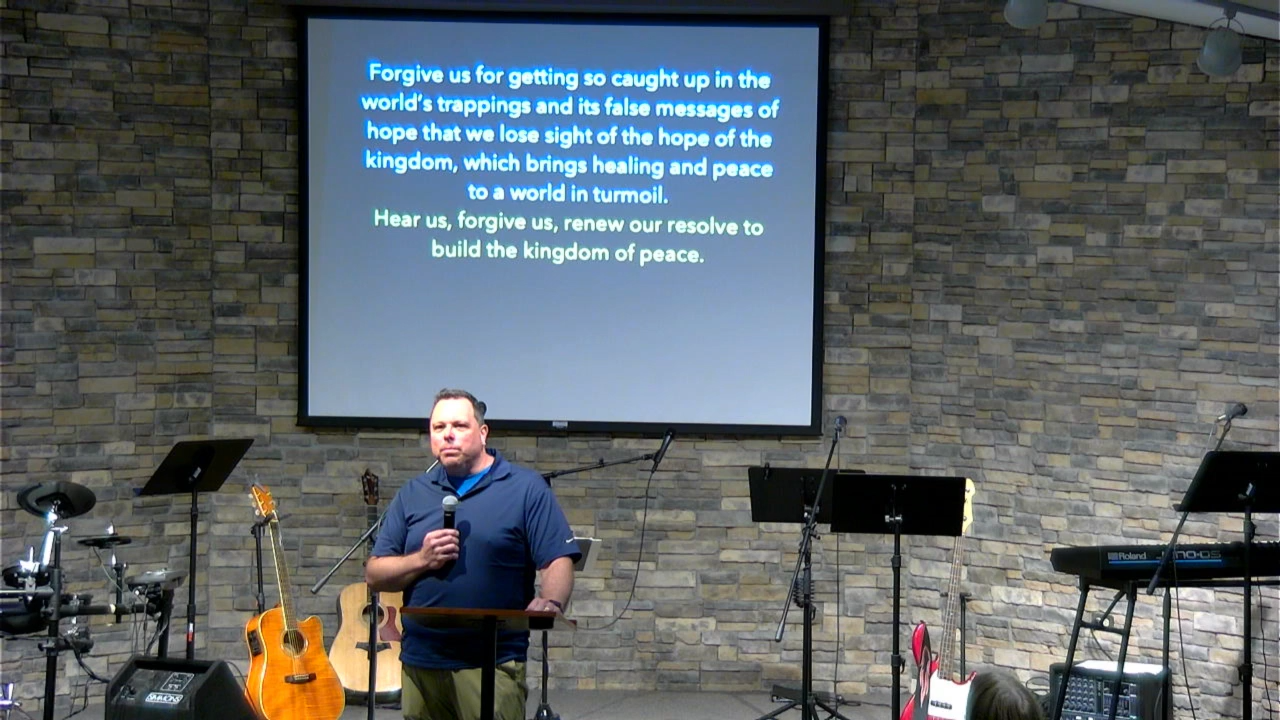 Forgive us for getting so caught up in the
world's trappings and its false messages of
hope that we lose sight of the hope of the
kingdom, which brings healing and peace
to a world in turmoil.
Hear us, forgive us, renew our resolve to
build the kingdom of peace.
Roland
SIMMONS